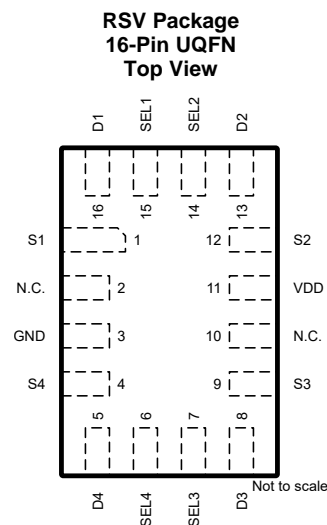 RSV Package
16-Pin UQFN
Top View
D1
SEL1
SEL2
D2
16
15
14
13
S1
1
12
S2
N.C.
2
11
VDD
GND
3
10
N.C.
S4
4
9
S3
5
6
7
8
D4
SEL4
SEL3
D3
Not to scale